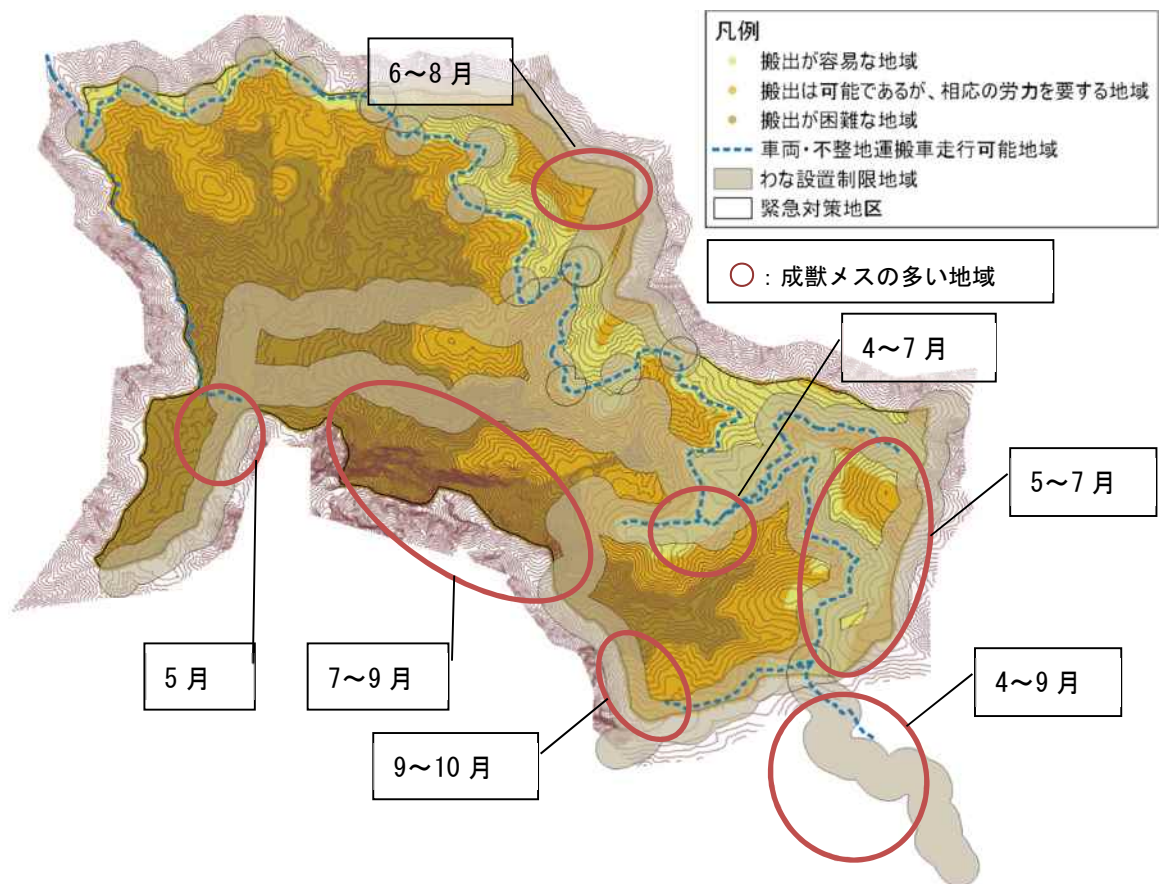 凡例
搬出が容易な地域
搬出は可能であるが、相応の労力を要する地域
搬出が困難な地域
車両・不整地運搬車走行可能地域
わな設置制限地域
緊急対策地区
○：成獣メスの多い地域
6～8月
4～7月
5～7月
5月
7～9月
4～9月
9～10月